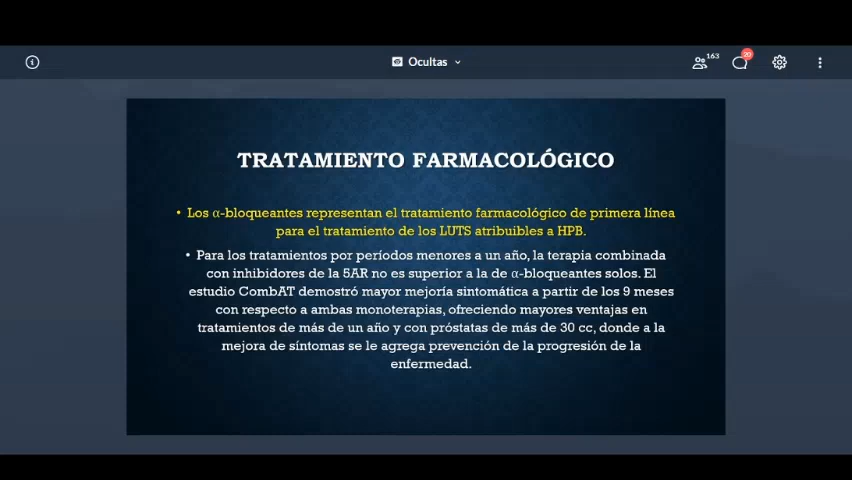 Ocultas
163
20
TRATAMIENTO FARMACOLÓGICO
• Los α-bloqueantes representan el tratamiento farmacológico de primera línea
para el tratamiento de los LUTS atribuibles a HPB.
• Para los tratamientos por períodos menores a un año, la terapia combinada
con inhibidores de la 5AR no es superior a la de α-bloqueantes solos. El
estudio CombAT demostró mayor mejoría sintomática a partir de los 9 meses
con respecto a ambas monoterapias, ofreciendo mayores ventajas en
tratamientos de más de un año y con próstatas de más de 30 cc, donde a la
mejora de síntomas se le agrega prevención de la progresión de la
enfermedad.